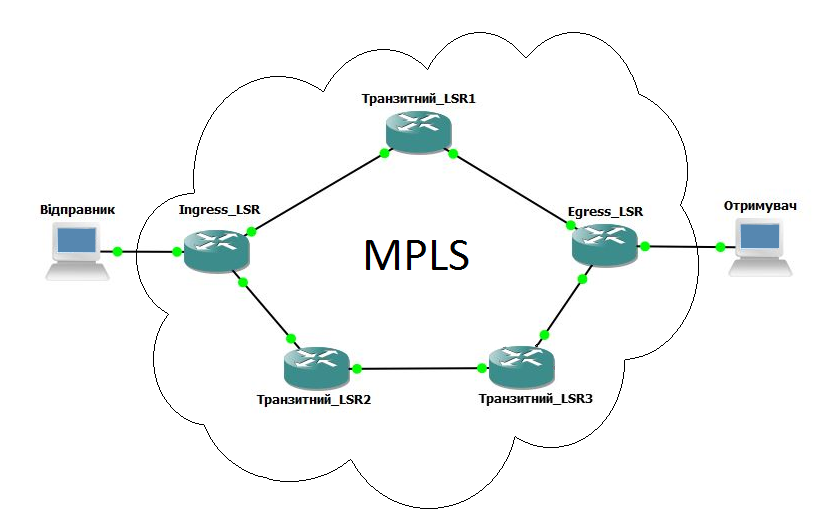 Транзитний_LSR1
Відправник
Ingress_LSR
Egress_LSR
Отримувач
MPLS
Транзитний_LSR2
Транзитний_LSR3